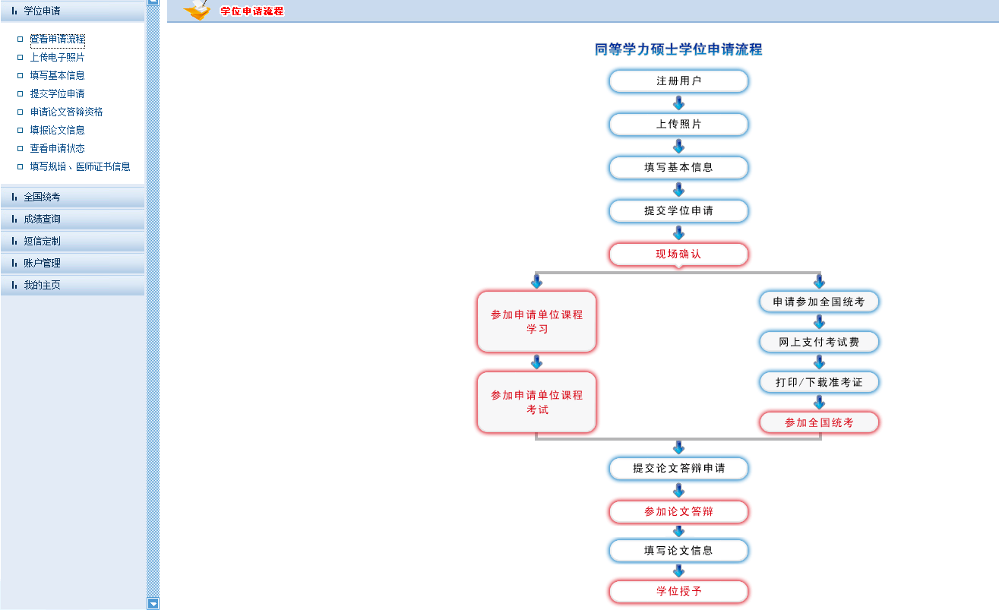 学位申请
查看申请流程
上传电子照片
填写基本信息
提交学位申请
申请论文答辩资格
填报论文信息
查看申请状态
填写规培、医师证书信息
全国统考
成绩查询
短信定制
账户管理
我的主页
学位申请流程
同等学力硕士学位申请流程
注册用户
上传照片
填写基本信息
提交学位申请
现场确认
参加申请单位课程
学习
参加申请单位课程
考试
申请参加全国统考
网上支付考试费
打印/下载准考证
参加全国统考
提交论文答辩申请
参加论文答辩
填写论文信息
学位授予